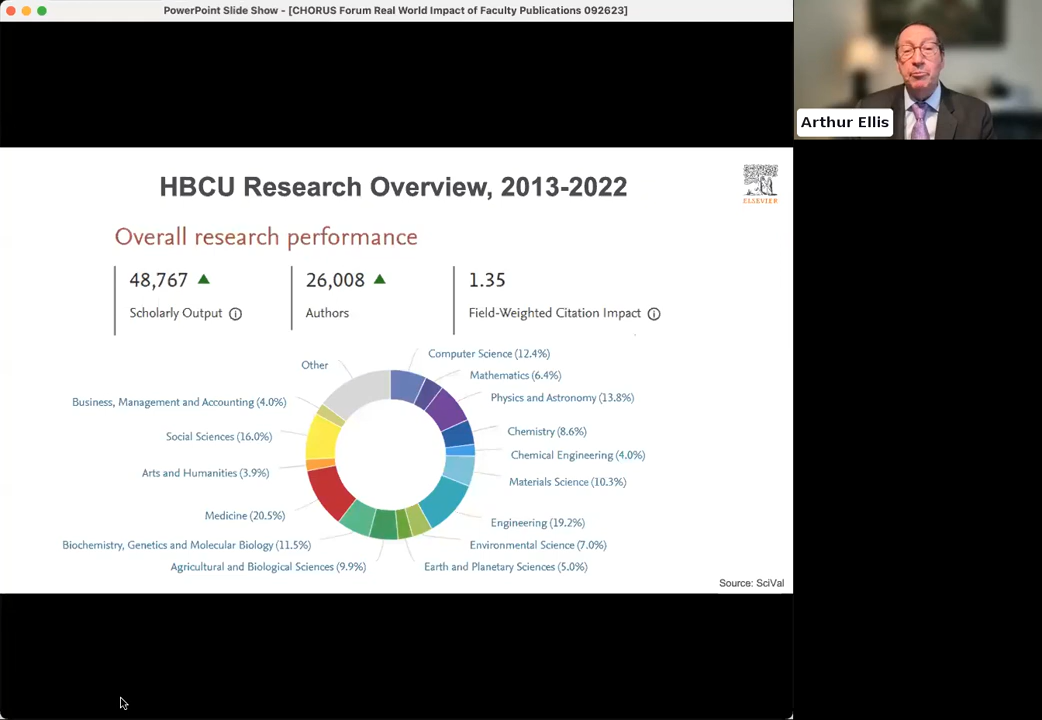 PowerPoint Slide Show - [CHORUS Forum Real World Impact of Faculty Publications 092623]
Arthur Ellis
HBCU Research Overview, 2013-2022
ELSEVIER
Overall research performance
48,767
Scholarly Output
26,008
Authors
1.35
Field-Weighted Citation Impact
Computer Science (12.4%)
Mathematics (6.4%)
Physics and Astronomy (13.8%)
Chemistry (8.6%)
Chemical Engineering (4.0%)
Materials Science (10.3%)
Engineering (19.2%)
Environmental Science (7.0%)
Earth and Planetary Sciences (5.0%)
Agricultural and Biological Sciences (9.9%)
Biochemistry, Genetics and Molecular Biology (11.5%)
Medicine (20.5%)
Arts and Humanities (3.9%)
Social Sciences (16.0%)
Business, Management and Accounting (4.0%)
Other
Source: SciVal